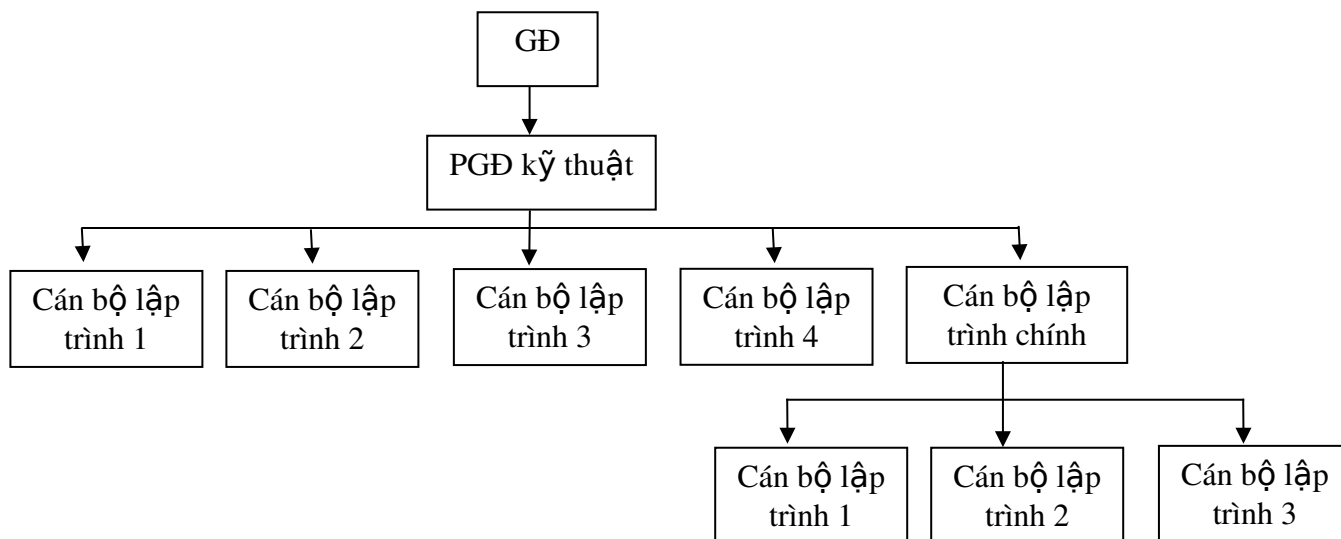 GĐ
PGĐ kỹ thuật
Cán bộ lập
trình 1
Cán bộ lập
trình 2
Cán bộ lập
trình 3
Cán bộ lập
trình 4
Cán bộ lập
trình chính
Cán bộ lập
trình 1
Cán bộ lập
trình 2
Cán bộ lập
trình 3